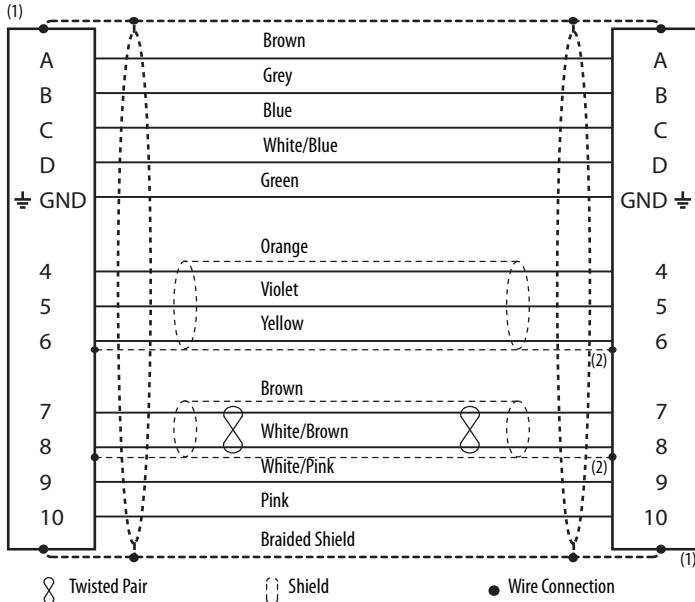 (1)
Brown
A A
Grey
B B
Blue
C C
White/Blue
D D
Green
GND GND
Orange
4 4
Violet
5 5
Yellow
6 6
(2)
Brown
7 7
White/Brown
8 8
White/Pink (2)
9 9
Pink
10 10
Braided Shield
(1)
Twisted Pair Shield Wire Connection